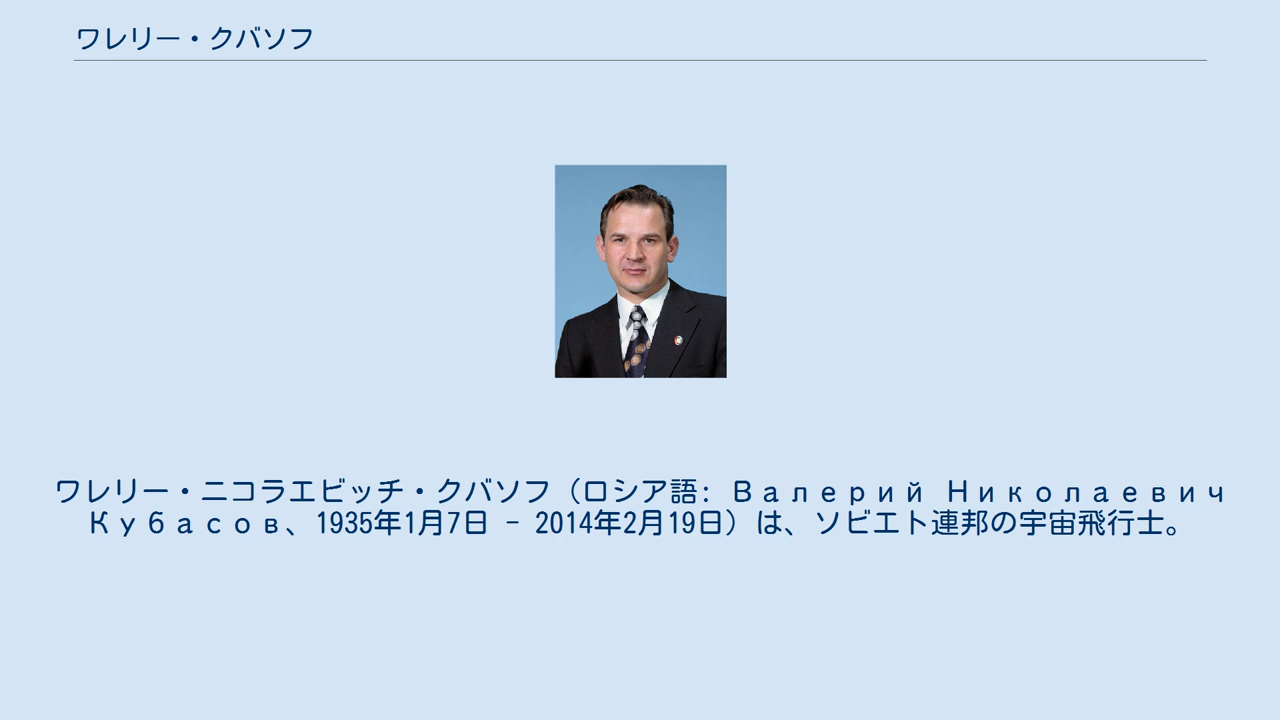 ワレリー・クバソフ
ワレリー・ニコラエビッチ・クバソフ（ロシア語: Валерий Николаевич
Кубасов、1935年1月7日 - 2014年2月19日）は、ソビエト連邦の宇宙飛行士。